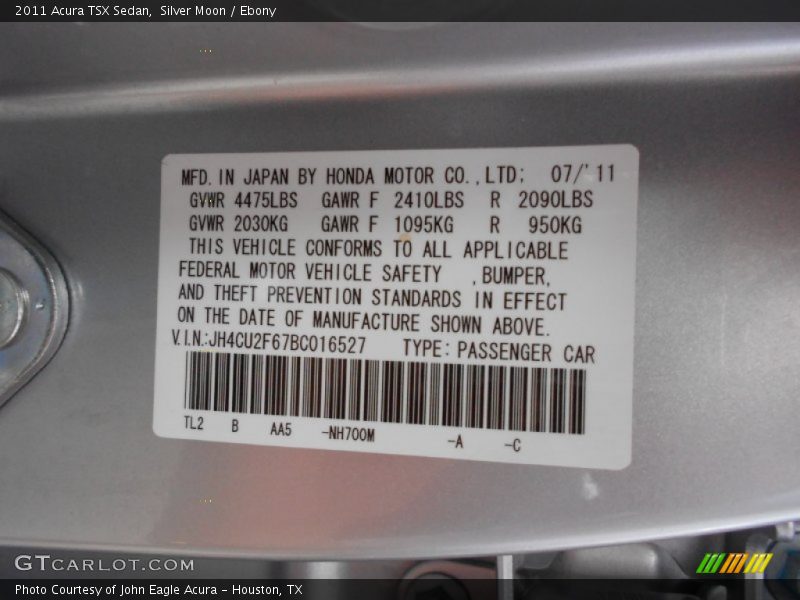 2011 Acura TSX Sedan,  Silver Moon / Ebony
MFD. IN JAPAN BY HONDA MOTOR CO.,LTD; 07/'11
GVWR 4475LBS GAWR F 2410LBS R 2090LBS
GVWR 2030KG GAWR F 1095KG R 950KG
THIS VEHICLE CONFORMS TO ALL APPLICABLE
FEDERAL MOTOR VEHICLE SAFETY ,BUMPER,
AND THEFT PREVENTION STANDARDS IN EFFECT
ON THE DATE OF MANUFACTURE SHOWN ABOVE.
V.I.N.:JH4CU2F67BC016527 TYPE: PASSENGER CAR
TL2 B AA5 -NH700M -A -C
GTCARLOT.COM
Photo Courtesy of John Eagle Acura - Houston, TX